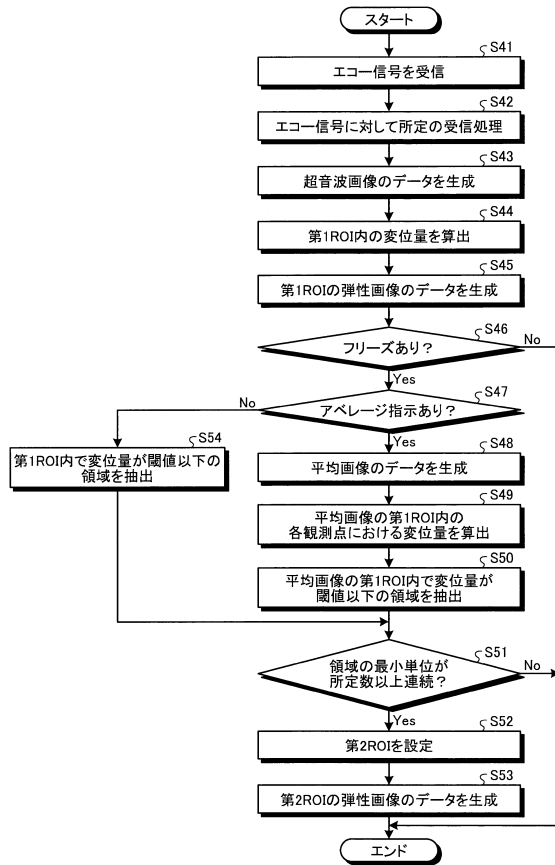 スタート
S41
エコー信号を受信
S42
エコー信号に対して所定の受信処理
S43
超音波画像のデータを生成
S44
第1ROI内の変位量を算出
S45
第1ROIの弾性画像のデータを生成
S46
フリーズあり?
No
Yes
S47
アベレージ指示あり?
No
Yes
S54
第1ROI内で変位量が閾値以下の
領域を抽出
S48
平均画像のデータを生成
S49
平均画像の第1ROI内の
各観測点における変位量を算出
S50
平均画像の第1ROI内で変位量が
閾値以下の領域を抽出
S51
領域の最小単位が
所定数以上連続?
No
Yes
S52
第2ROIを設定
S53
第2ROIの弾性画像のデータを生成
エンド